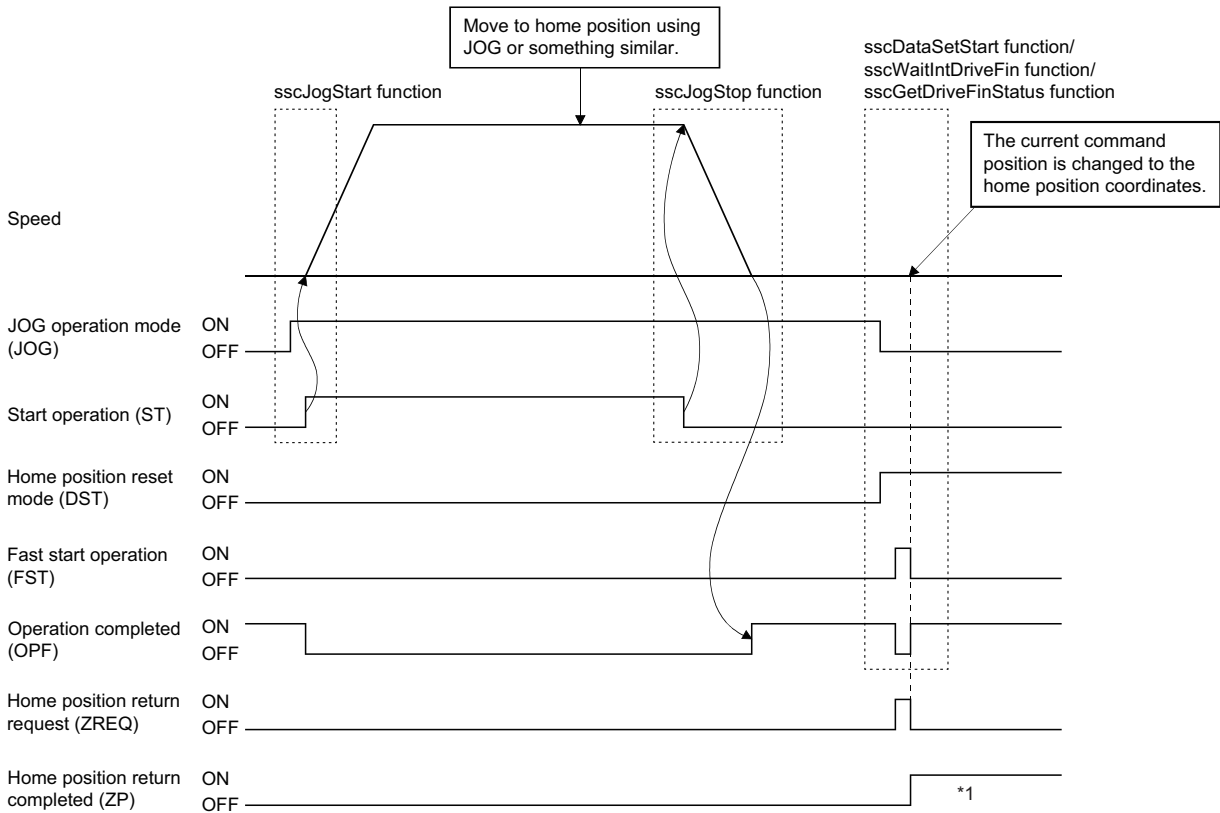 Move to home position using
JOG or something similar.
sscDataSetStart function/
sscWaitIntDriveFin function/
sscGetDriveFinStatus function
sscJogStart function
sscJogStop function
The current command
position is changed to the
home position coordinates.
Speed
JOG operation mode
(JOG)
ON
OFF
Start operation (ST)
ON
OFF
Home position reset
mode (DST)
ON
OFF
Fast start operation
(FST)
ON
OFF
Operation completed
(OPF)
ON
OFF
Home position return
request (ZREQ)
ON
OFF
Home position return
completed (ZP)
ON
OFF
*1